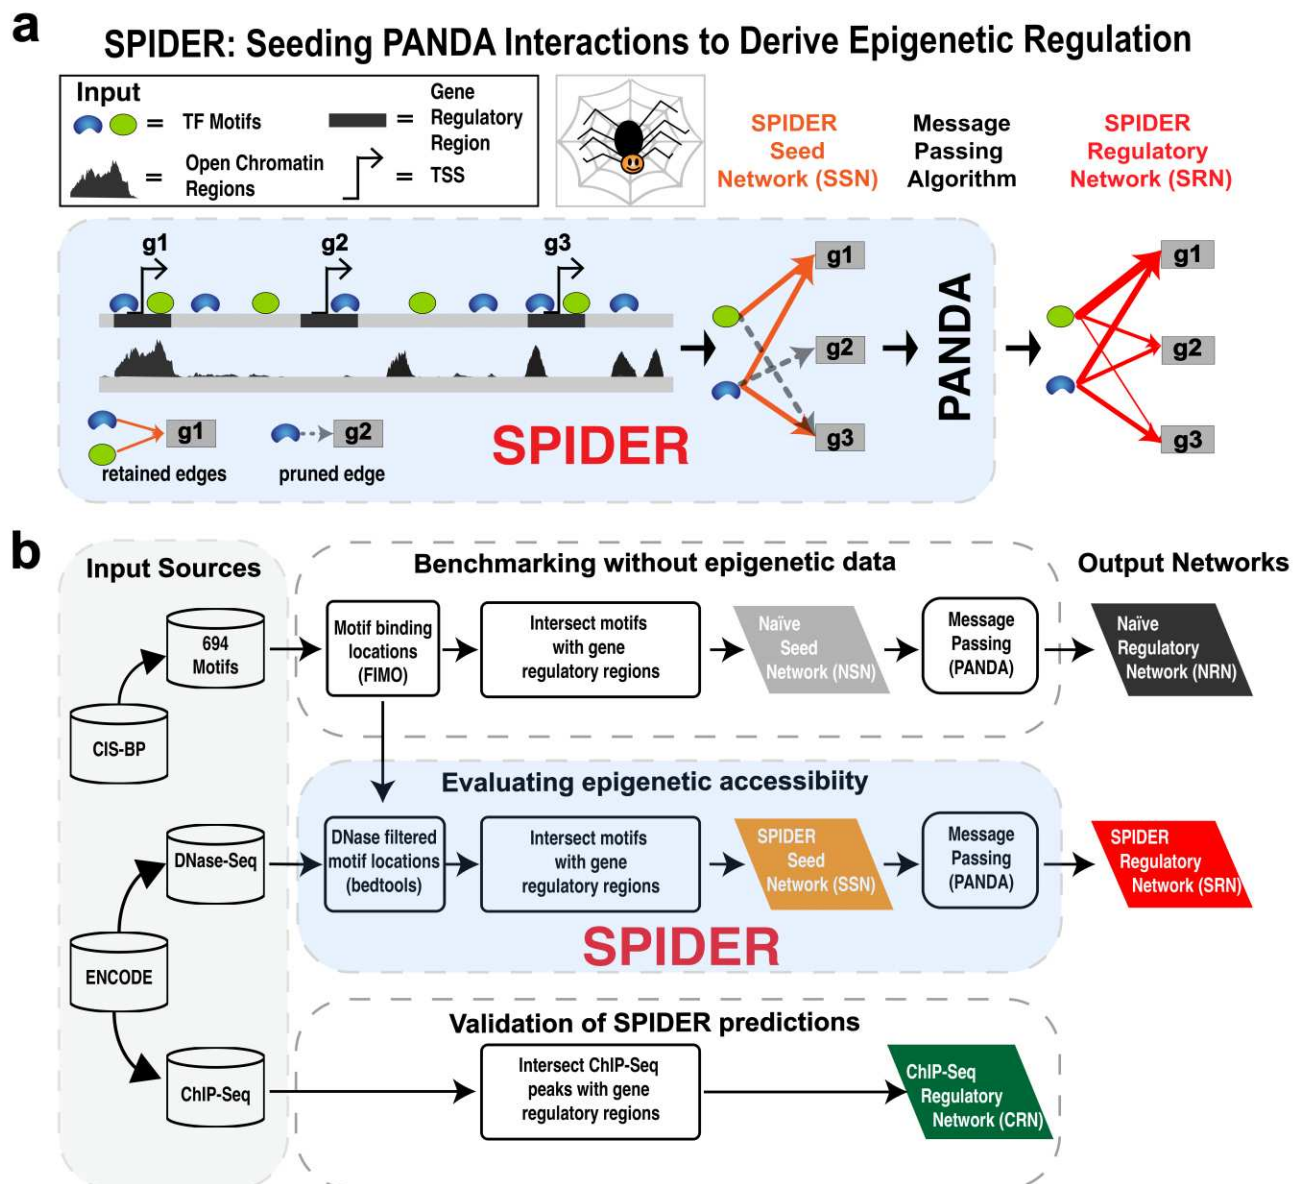 a
SPIDER: Seeding PANDA Interactions to Derive Epigenetic Regulation
Input
= TF Motifs
= Gene
Regulatory
Region
= Open Chromatin
Regions
= TSS
SPIDER
Seed
Network (SSN)
Message
Passing
Algorithm
SPIDER
Regulatory
Network (SRN)
g1
g2
g3
g1
g2
g3
PANDA
g1
g2
g3
g1
g2
retained edges
pruned edge
SPIDER
b
Input Sources
Benchmarking without epigenetic data
Output Networks
694
Motifs
CIS-BP
Motif binding
locations
(FIMO)
Intersect motifs
with gene
regulatory regions
Naïve
Seed
Network (NSN)
Message
Passing
(PANDA)
Naïve
Regulatory
Network (NRN)
Evaluating epigenetic accessibiity
DNase-Seq
DNase filtered
motif locations
(bedtools)
Intersect motifs
with gene
regulatory regions
SPIDER
Seed
Network (SSN)
Message
Passing
(PANDA)
SPIDER
Regulatory
Network (SRN)
SPIDER
ENCODE
Validation of SPIDER predictions
ChIP-Seq
Intersect ChIP-Seq
peaks with gene
regulatory regions
ChIP-Seq
Regulatory
Network (CRN)